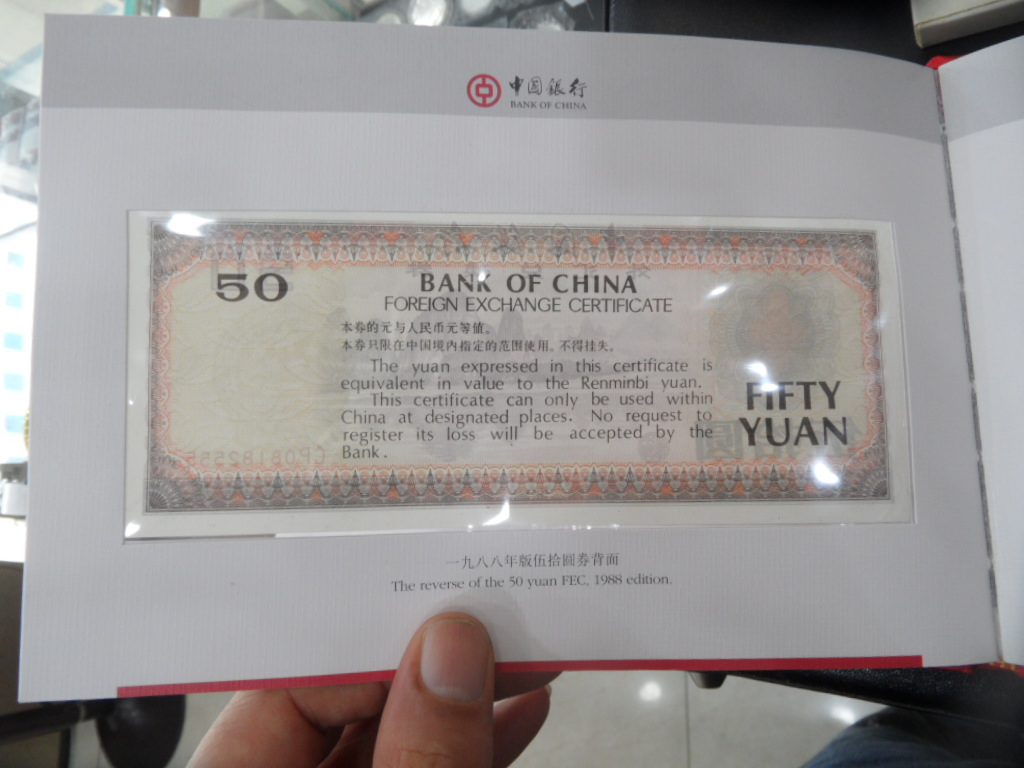 中国銀行
BANK OF CHINA
50
BANK OF CHINA
FOREIGN EXCHANGE CERTIFICATE
本券的元与人民币元等值。
本券只限在中国境内指定的范围使用。不得挂失。
The yuan expressed in this certificate is
equivalent in value to the Renminbi yuan.
This certificate can only be used within
China at designated places. No request to
register its loss will be accepted by the
Bank.
FIFTY
YUAN
一九八八年版伍拾圆券背面
The reverse of the 50 yuan FEC, 1988 edition.